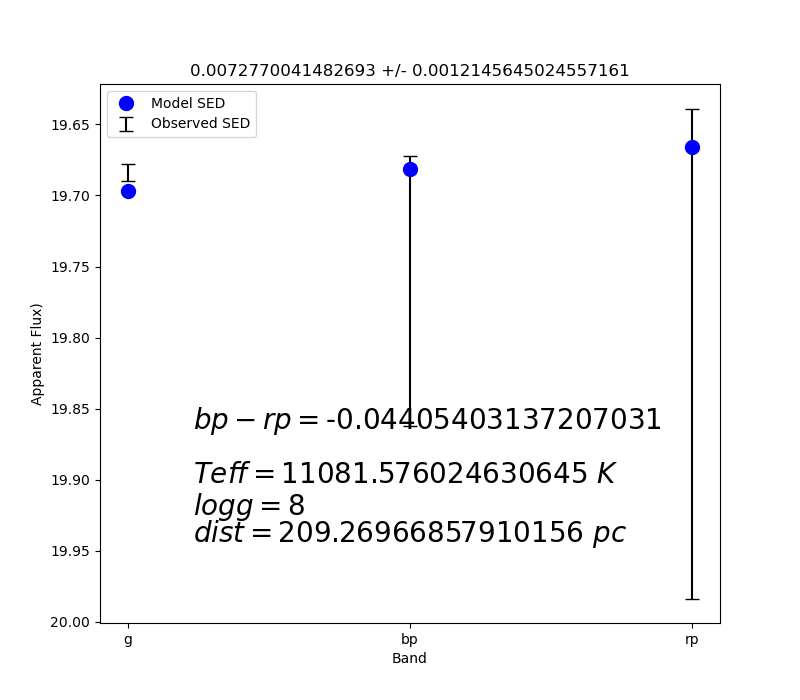 0.0072770041482693 +/- 0.0012145645024557161
Model SED
Observed SED
19.65
19.70
19.75
19.80
19.85
19.90
19.95
20.00
Apparent Flux)
bp − rp = -0.04405403137207031
Teff = 11081.576024630645 K
logg = 8
dist = 209.26966857910156 pc
g bp rp
Band